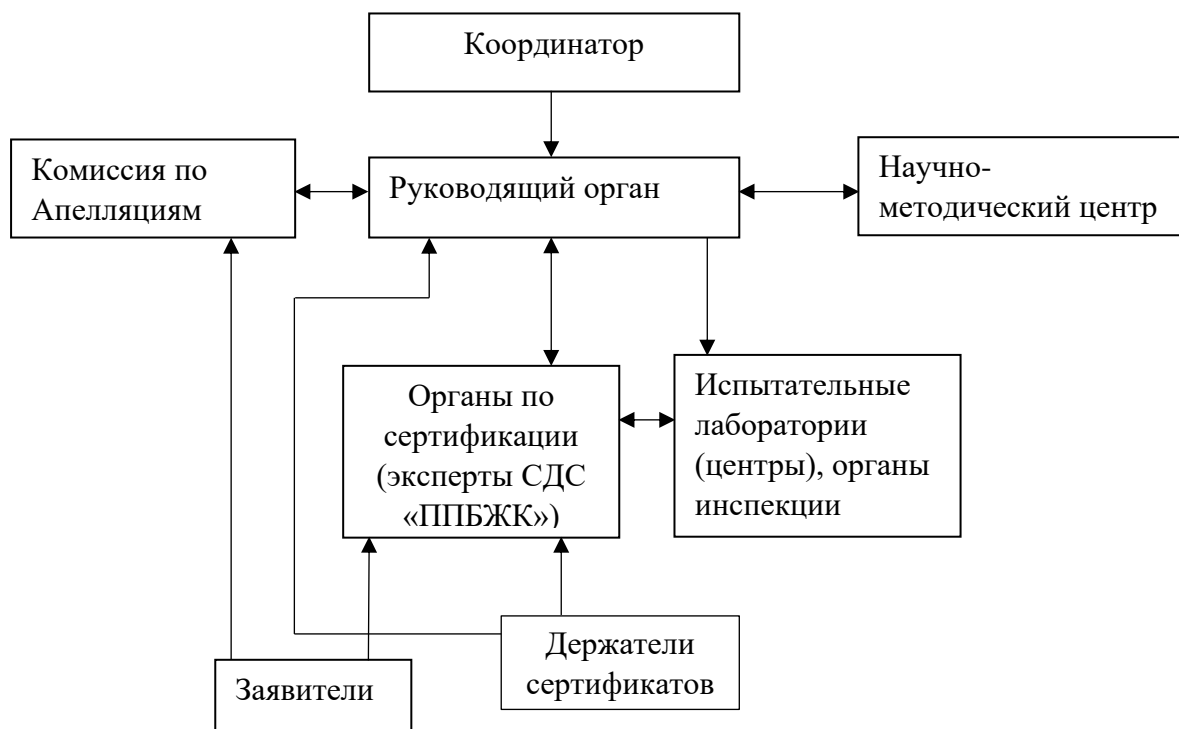 Координатор
Комиссия по
Апелляциям
Руководящий орган
Научно-
методический центр
Органы по
сертификации
(эксперты СДС
«ППБЖК»)
Испытательные
лаборатории
(центры), органы
инспекции
Держатели
сертификатов
Заявители